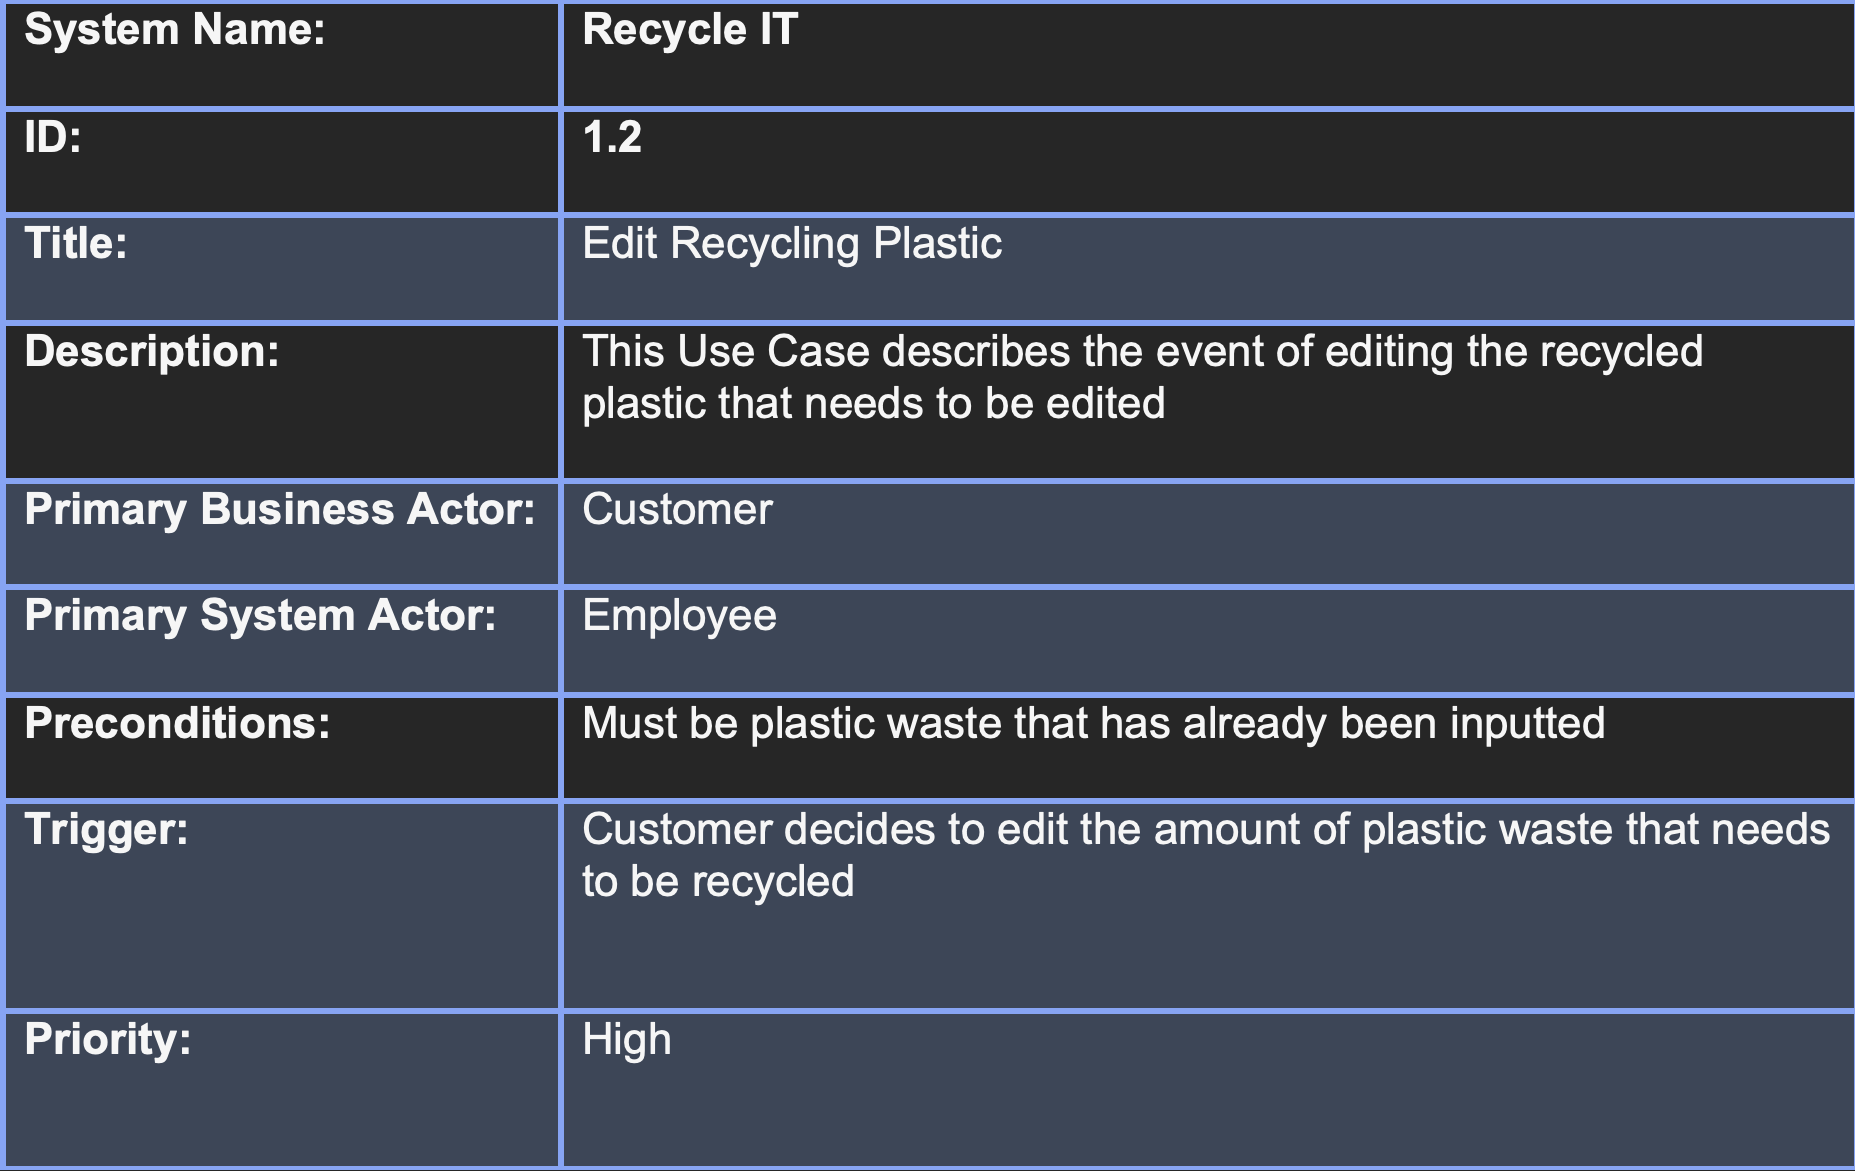 System Name: Recycle IT
ID: 1.2
Title: Edit Recycling Plastic
Description: This Use Case describes the event of editing the recycled
plastic that needs to be edited
Primary Business Actor: Customer
Primary System Actor: Employee
Preconditions: Must be plastic waste that has already been inputted
Trigger: Customer decides to edit the amount of plastic waste that needs
to be recycled
Priority: High